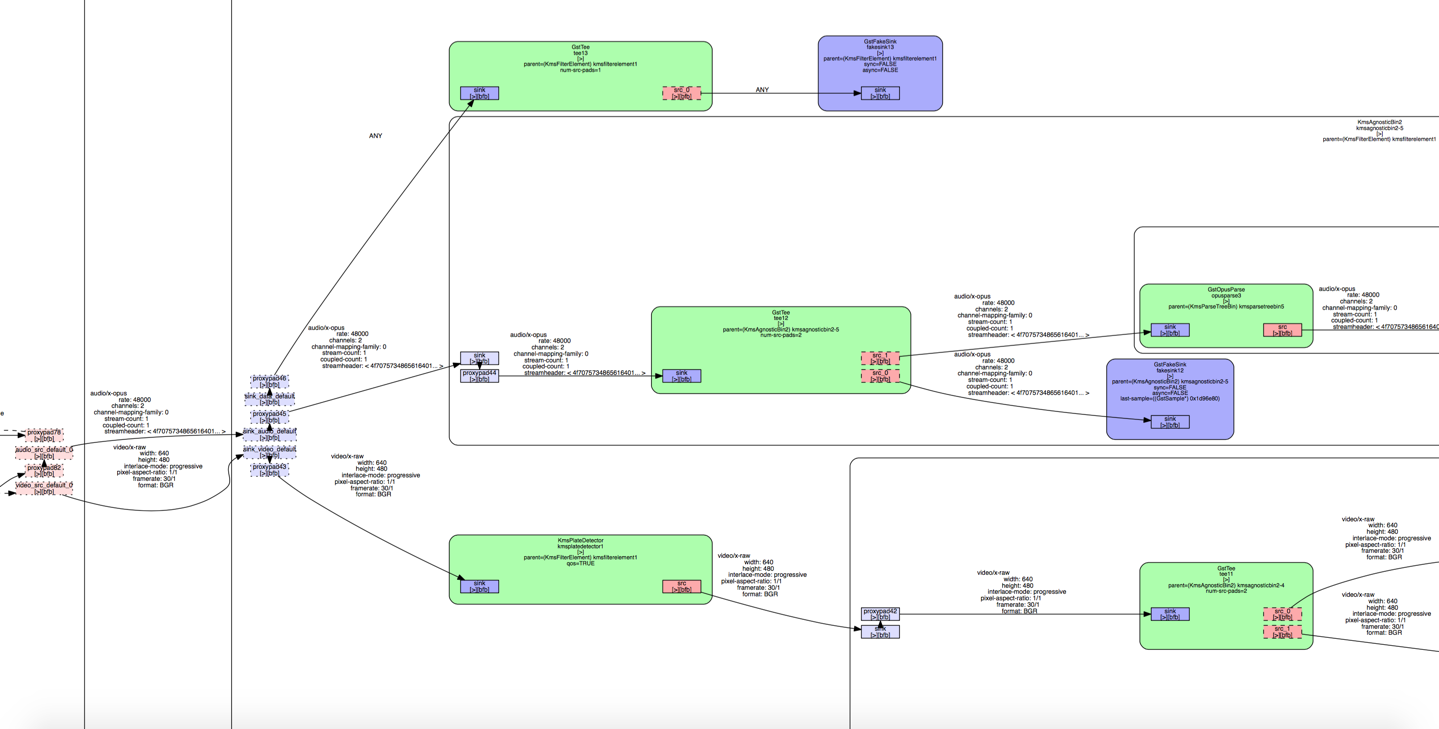 GstTee
tee13
[>]
parent=(KmsFilterElement) kmsfilterelement1
num-src-pads=1
sink
[>][bfb]
src_0
[>][bfb]
ANY
GstFakeSink
fakesink13
[>]
parent=(KmsFilterElement) kmsfilterelement1
sync=FALSE
async=FALSE
sink
[>][bfb]
ANY
KmsAgnosticBin2
kmsagnosticbin2-5
[>]
parent=(KmsFilterElement) kmsfilterelement1
GstTee
tee12
[>]
parent=(KmsAgnosticBin2) kmsagnosticbin2-5
num-src-pads=2
sink
[>][bfb]
src_1
[>][bfb]
src_0
[>][bfb]
audio/x-opus
rate: 48000
channels: 2
channel-mapping-family: 0
stream-count: 1
coupled-count: 1
streamheader: < 4f7075734865616401... >
audio/x-opus
rate: 48000
channels: 2
channel-mapping-family: 0
stream-count: 1
coupled-count: 1
streamheader: < 4f7075734865616401... >
GstOpusParse
opusparse3
[>]
parent=(KmsParseTreeBin) kmsparsetreebin5
sink
[>][bfb]
src
[>][bfb]
audio/x-opus
rate: 48000
channels: 2
channel-mapping-family: 0
stream-count: 1
coupled-count: 1
streamheader: < 4f70757348656164010
GstFakeSink
fakesink12
[>]
parent=(KmsAgnosticBin2) kmsagnosticbin2-5
sync=FALSE
async=FALSE
last-sample=((GstSample*) 0x1d96e80)
sink
[>][bfb]
audio/x-opus
rate: 48000
channels: 2
channel-mapping-family: 0
stream-count: 1
coupled-count: 1
streamheader: < 4f7075734865616401... >
sink
[>][bfb]
proxypad44
[>][bfb]
audio/x-opus
rate: 48000
channels: 2
channel-mapping-family: 0
stream-count: 1
coupled-count: 1
streamheader: < 4f7075734865616401... >
proxypad46
[>][bfb]
sink_data_default
[>][bfb]
proxypad45
[>][bfb]
sink_audio_default
[>][bfb]
sink_video_default
[>][bfb]
proxypad43
[>][bfb]
audio/x-opus
rate: 48000
channels: 2
channel-mapping-family: 0
stream-count: 1
coupled-count: 1
streamheader: < 4f7075734865616401... >
e
proxypad78
[>][bfb]
audio_src_default_0
[>][bfb]
proxypad82
[>][bfb]
video_src_default_0
[>][bfb]
video/x-raw
width: 640
height: 480
interlace-mode: progressive
pixel-aspect-ratio: 1/1
framerate: 30/1
format: BGR
video/x-raw
width: 640
height: 480
interlace-mode: progressive
pixel-aspect-ratio: 1/1
framerate: 30/1
format: BGR
KmsPlateDetector
kmsplatedetector1
[>]
parent=(KmsFilterElement) kmsfilterelement1
qos=TRUE
sink
[>][bfb]
src
[>][bfb]
video/x-raw
width: 640
height: 480
interlace-mode: progressive
pixel-aspect-ratio: 1/1
framerate: 30/1
format: BGR
proxypad42
[>][bfb]
sink
[>][bfb]
video/x-raw
width: 640
height: 480
interlace-mode: progressive
pixel-aspect-ratio: 1/1
framerate: 30/1
format: BGR
GstTee
tee11
[>]
parent=(KmsAgnosticBin2) kmsagnosticbin2-4
num-src-pads=2
sink
[>][bfb]
src_0
[>][bfb]
src_1
[>][bfb]
video/x-raw
width: 640
height: 480
interlace-mode: progressive
pixel-aspect-ratio: 1/1
framerate: 30/1
format: BGR
video/x-raw
width: 640
height: 480
interlace-mode: progressive
pixel-aspect-ratio: 1/1
framerate: 30/1
format: BGR